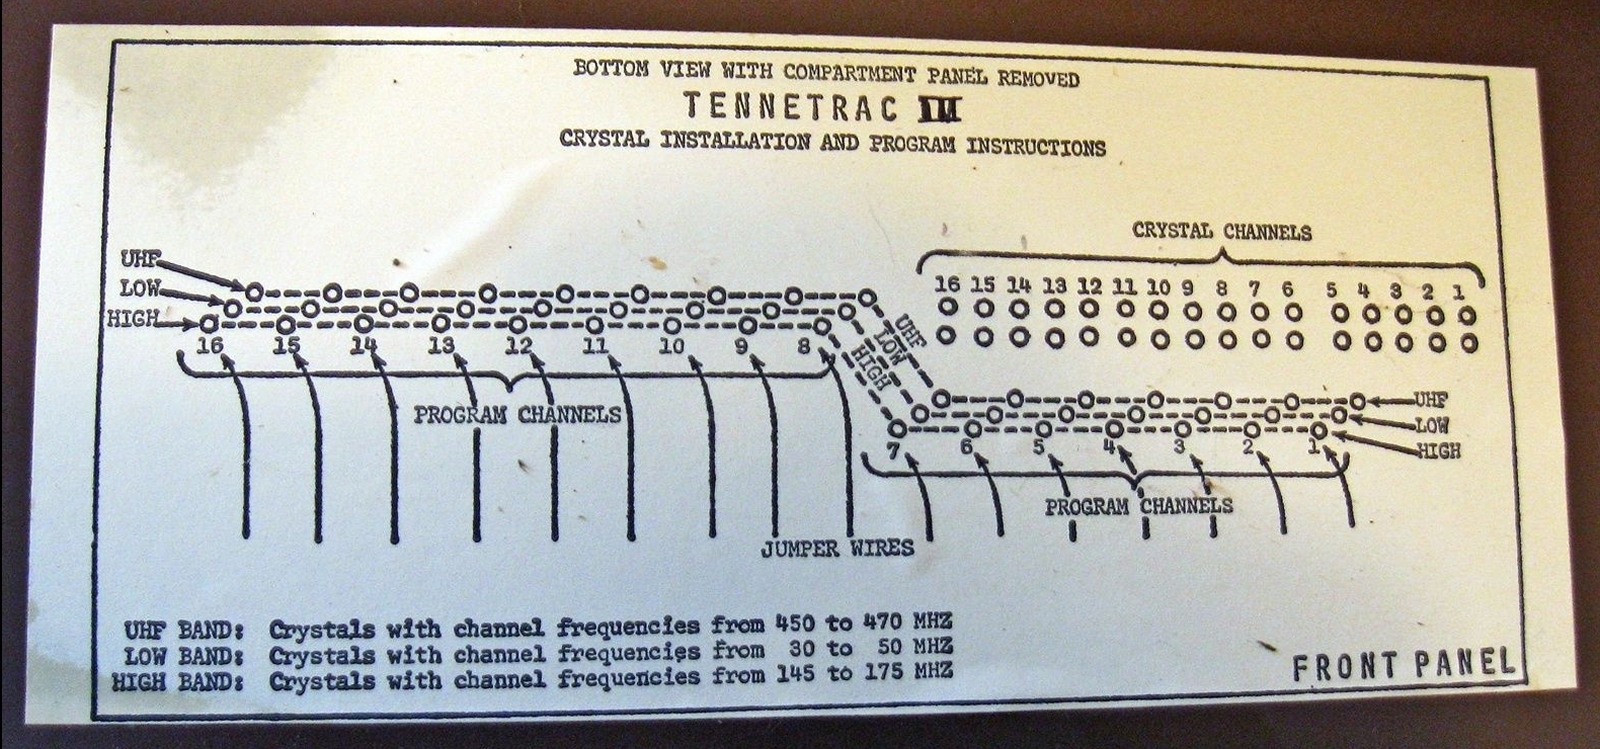 BOTTOM VIEW WITH COMPARTMENT PANEL REMOVED
TENNETRAC III
CRYSTAL INSTALLATION AND PROGRAM INSTRUCTIONS
CRYSTAL CHANNELS
16 15 14 13 12 11 10 9 8 7 6 5 4 3 2 1
UHF
LOW
HIGH
16 15 14 13 12 11 10 9 8
UHF
LOW
HIGH
PROGRAM CHANNELS
UHF
LOW
HIGH
7 6 5 4 3 2 1
PROGRAM CHANNELS
JUMPER WIRES
UHF BAND: Crystals with channel frequencies from 450 to 470 MHZ
LOW BAND: Crystals with channel frequencies from 30 to 50 MHZ
HIGH BAND: Crystals with channel frequencies from 145 to 175 MHZ
FRONT PANEL